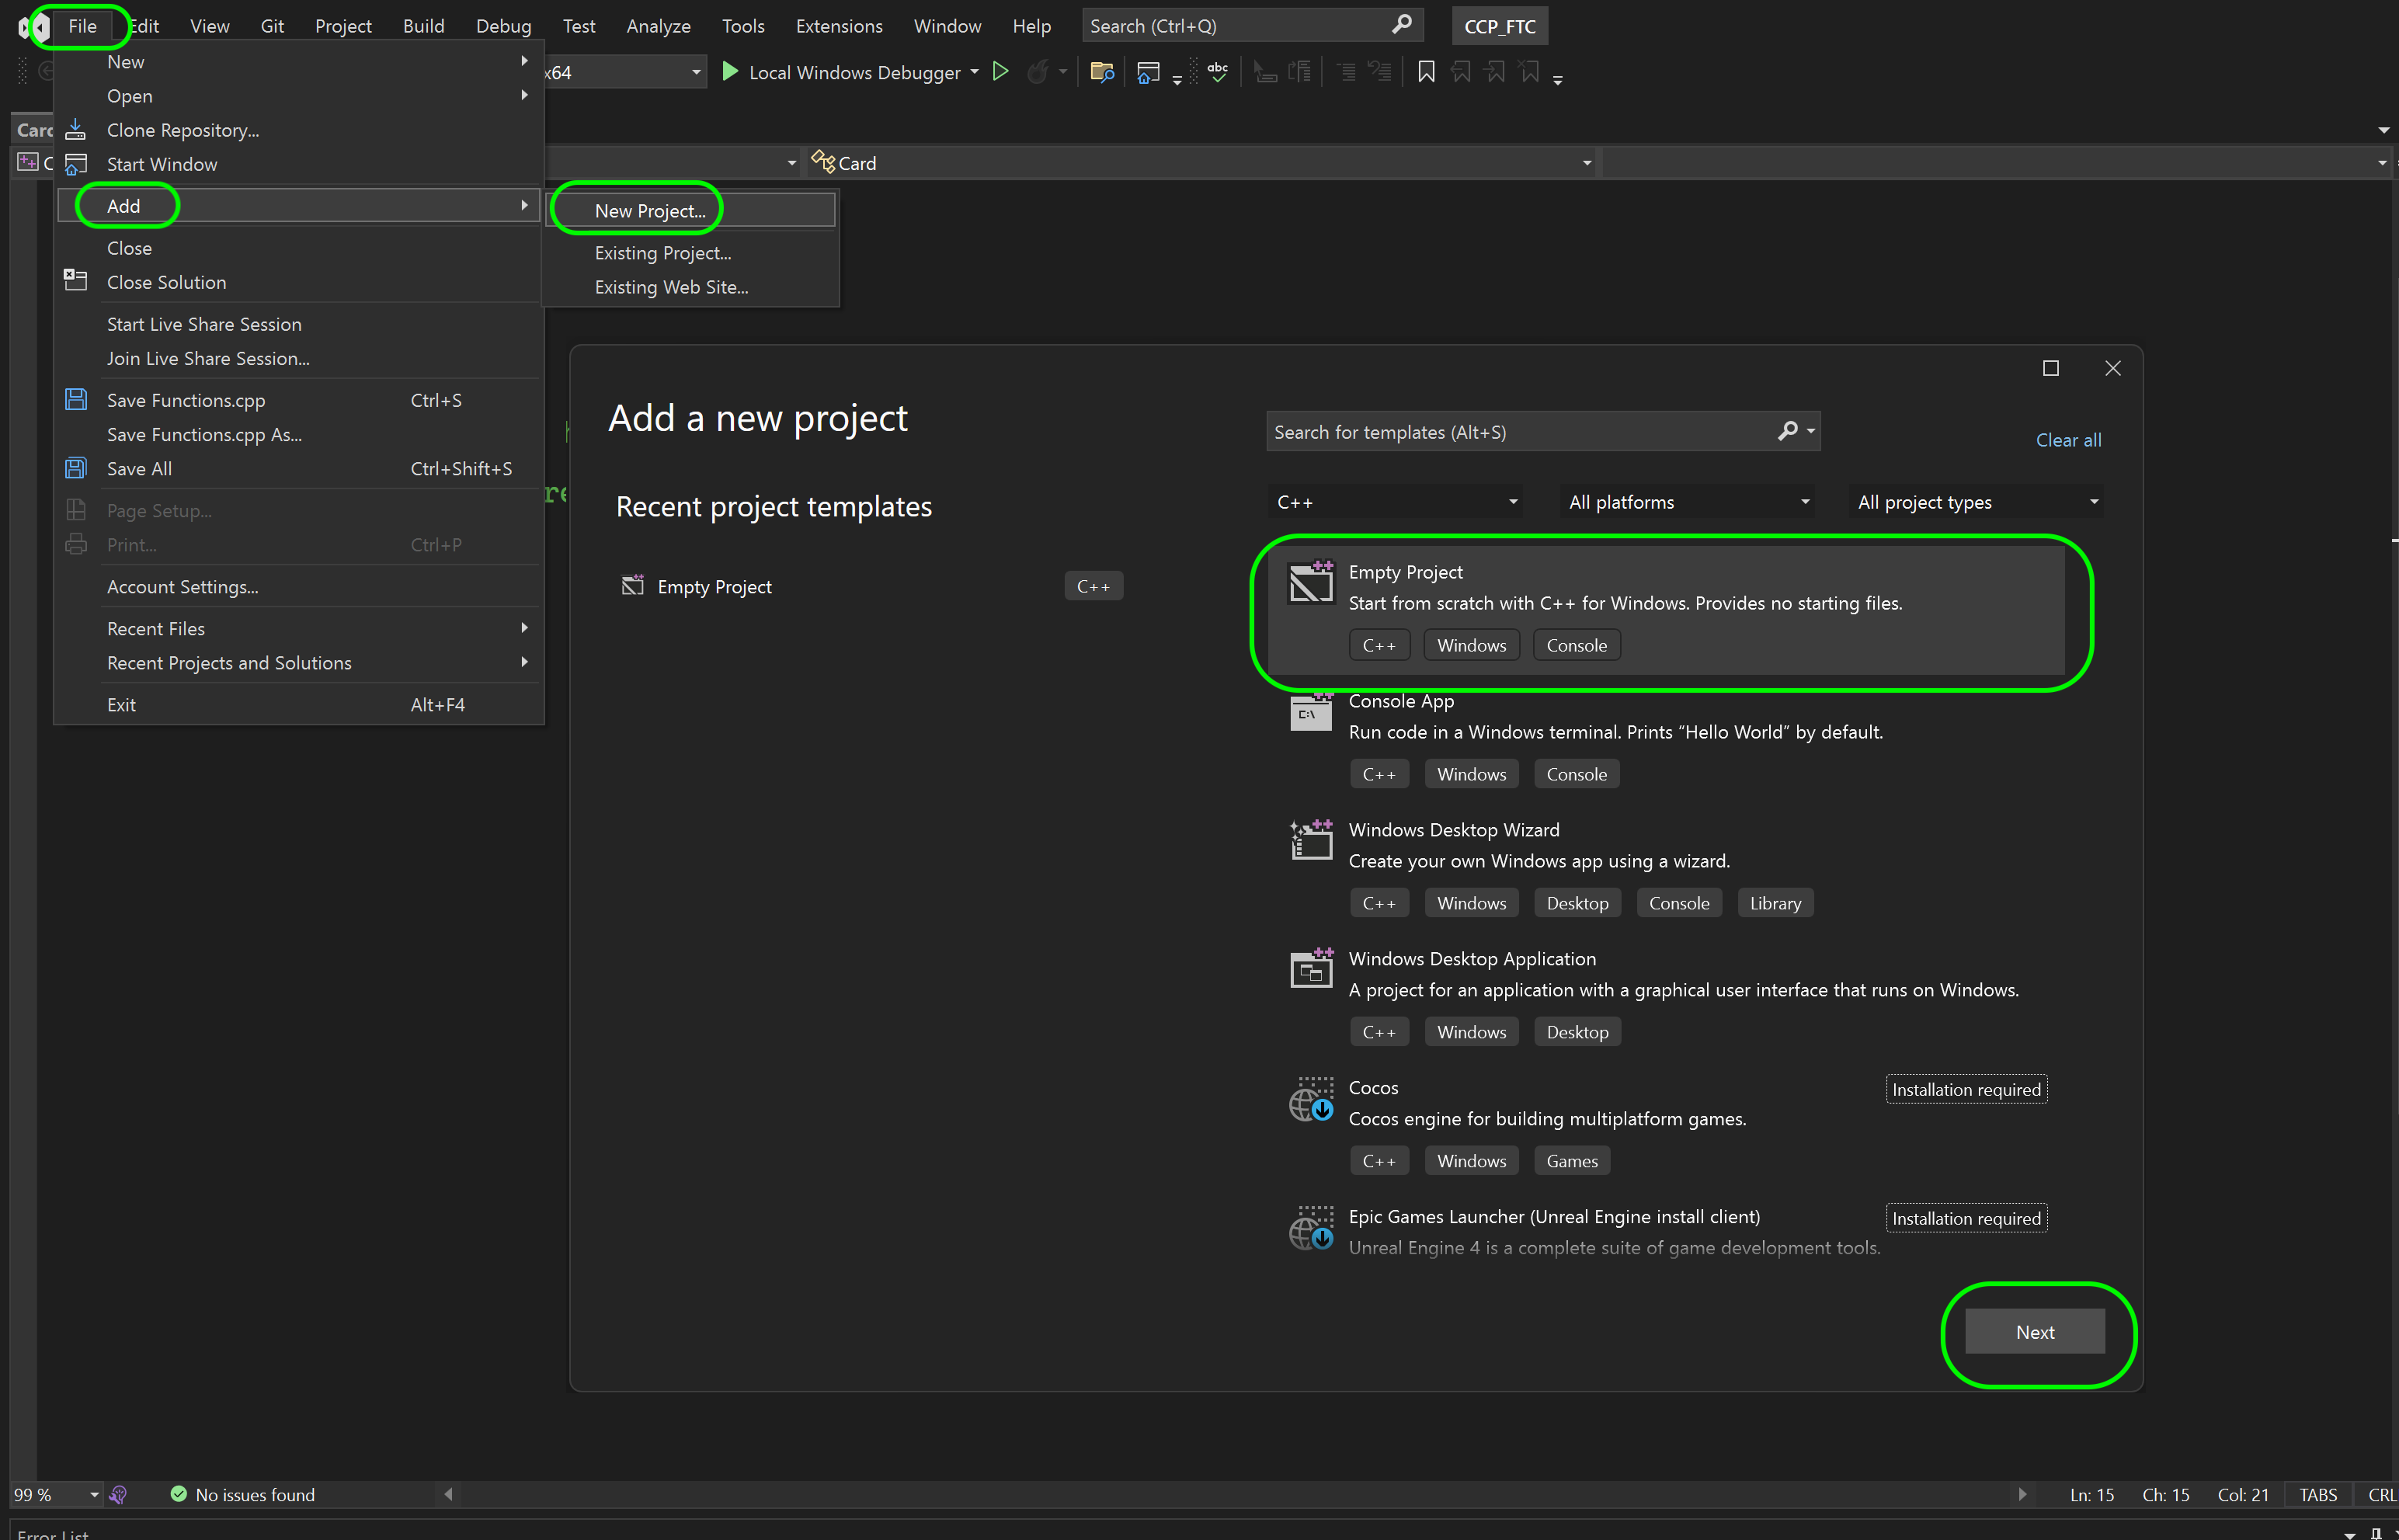 File Edit View Git Project Build Debug Test Analyze Tools Extensions Window Help Search (Ctrl+Q) CCP_FTC
x64 Local Windows Debugger abc
Card
New
Open
Clone Repository...
Start Window
Add
Close
Close Solution
Start Live Share Session
Join Live Share Session...
Save Functions.cpp Ctrl+S
Save Functions.cpp As...
Save All Ctrl+Shift+S
Page Setup...
Print... Ctrl+P
Account Settings...
Recent Files
Recent Projects and Solutions
Exit Alt+F4
New Project...
Existing Project...
Existing Web Site...
Add a new project
Recent project templates
Empty Project C++
Search for templates (Alt+S)
Clear all
C++ All platforms All project types
Empty Project
Start from scratch with C++ for Windows. Provides no starting files.
C++ Windows Console
Console App
Run code in a Windows terminal. Prints “Hello World” by default.
C++ Windows Console
Windows Desktop Wizard
Create your own Windows app using a wizard.
C++ Windows Desktop Console Library
Windows Desktop Application
A project for an application with a graphical user interface that runs on Windows.
C++ Windows Desktop
Cocos Installation required
Cocos engine for building multiplatform games.
C++ Windows Games
Epic Games Launcher (Unreal Engine install client) Installation required
Unreal Engine 4 is a complete suite of game development tools.
Next
99 % No issues found Ln: 15 Ch: 15 Col: 21 TABS CRL
Error List